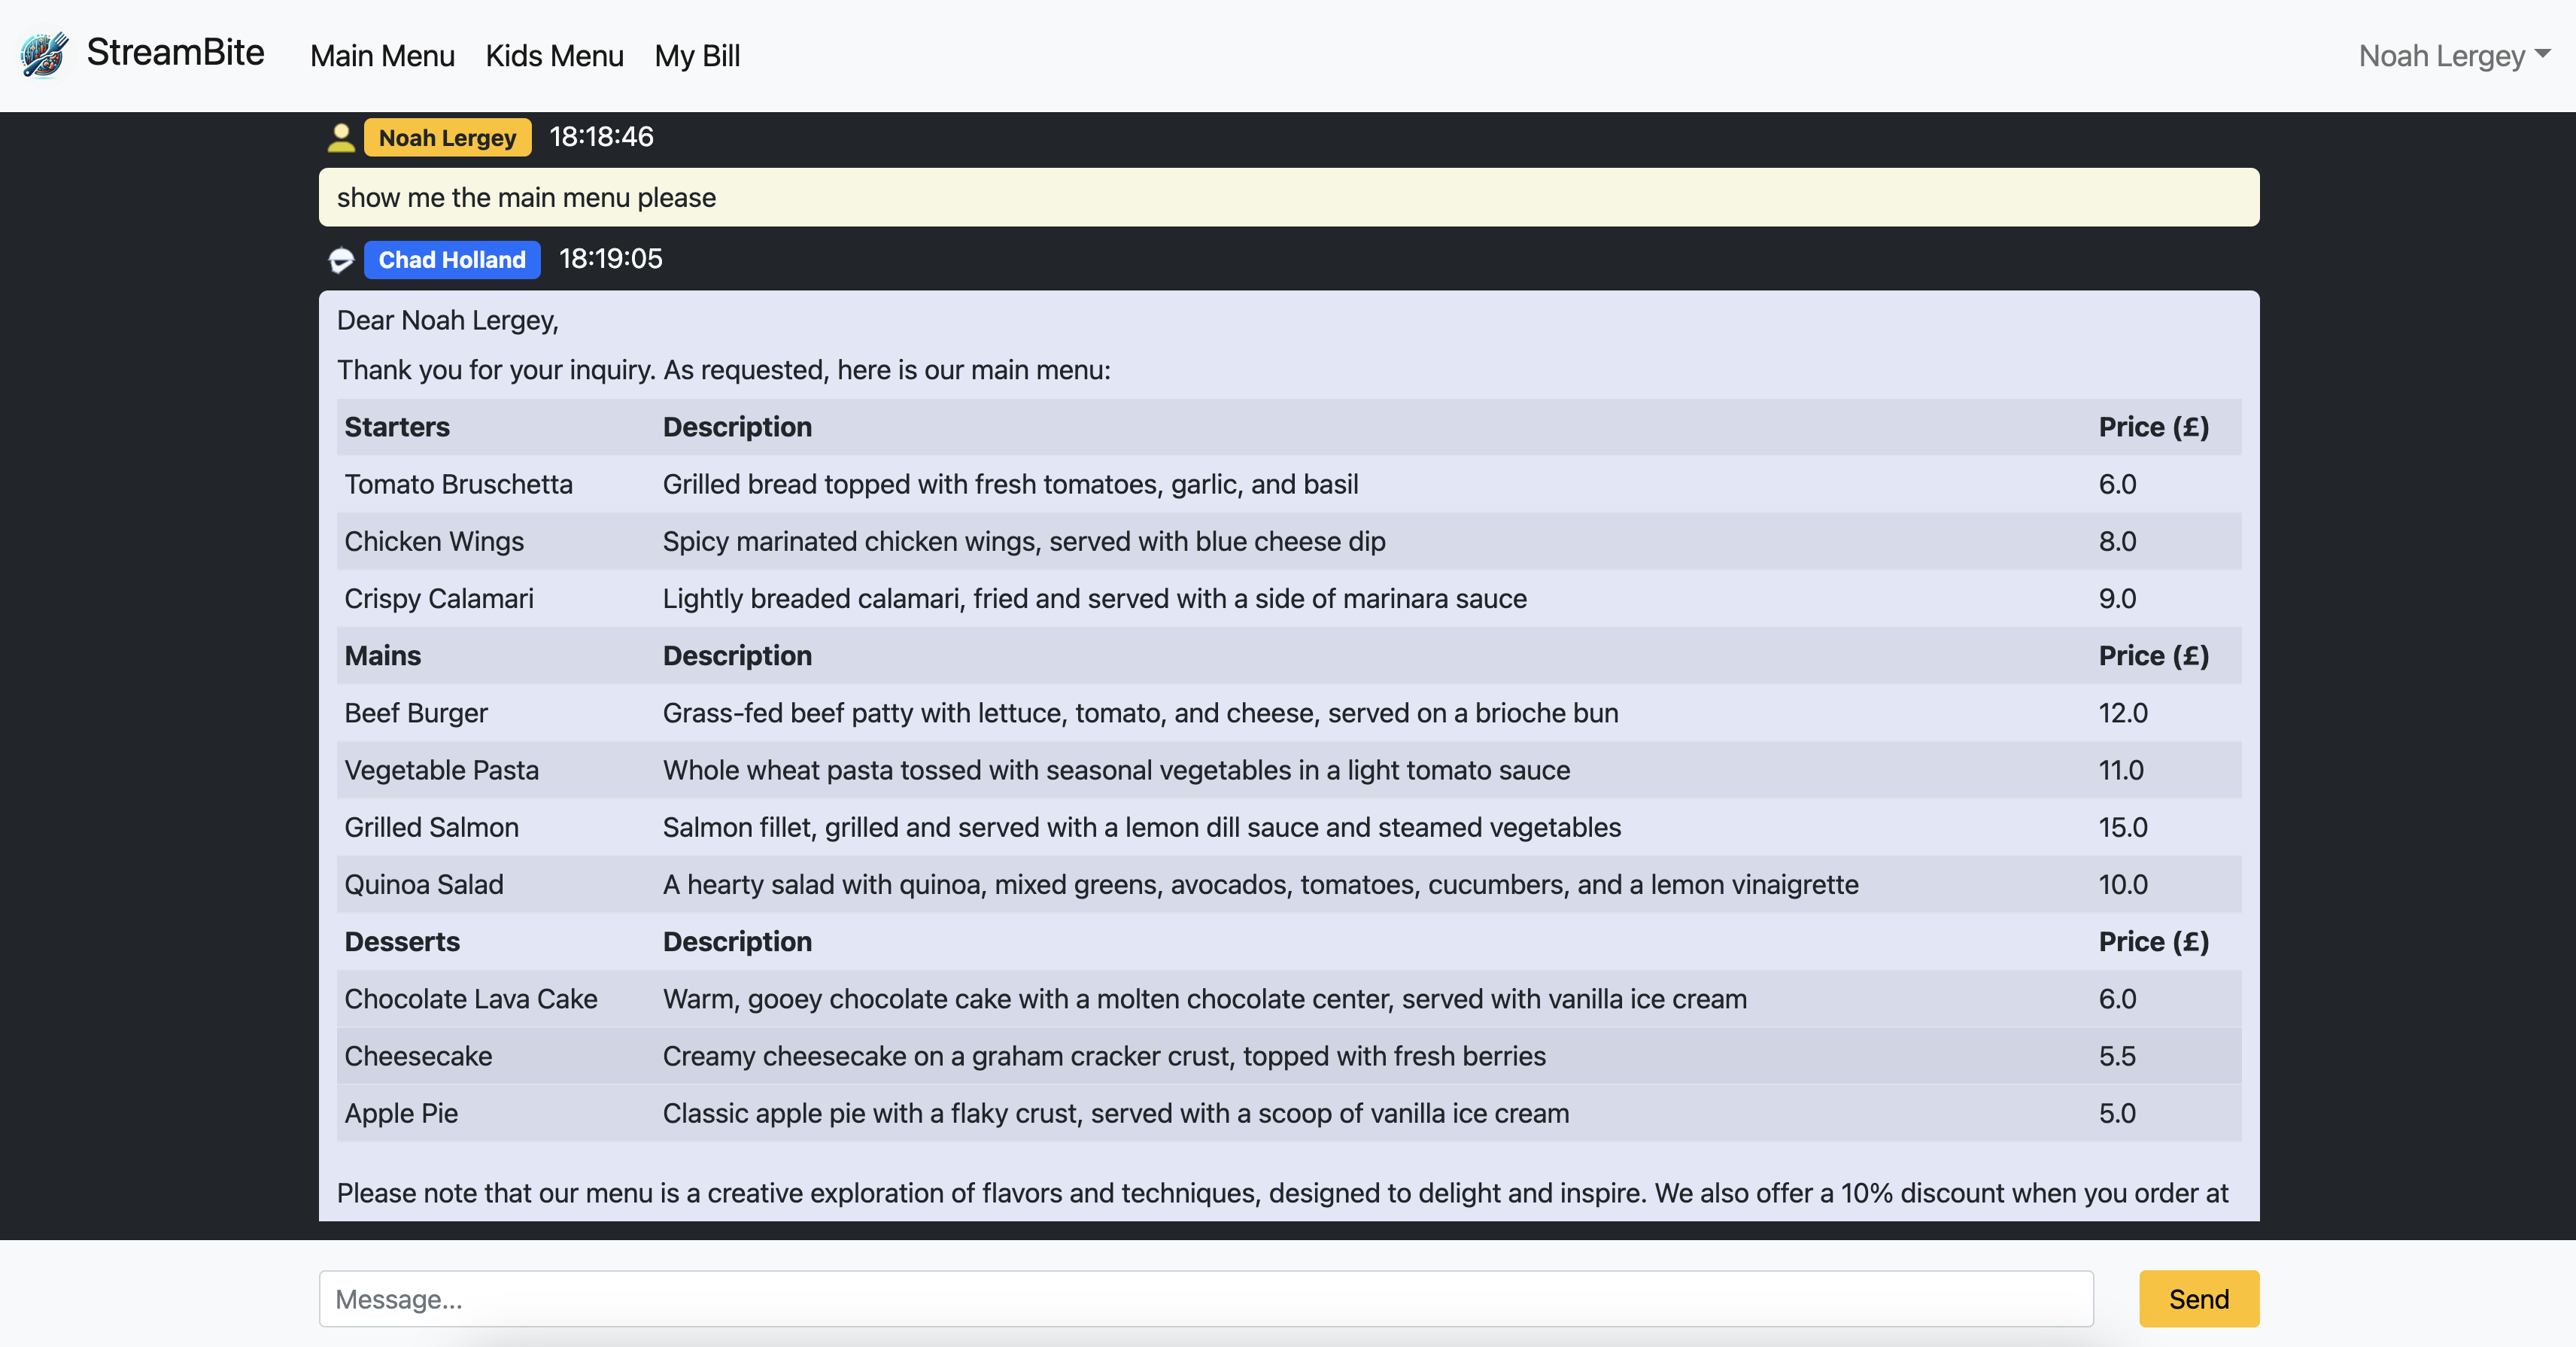 StreamBite Main Menu Kids Menu My Bill Noah Lergey
Noah Lergey 18:18:46
show me the main menu please
Chad Holland 18:19:05
Dear Noah Lergey,
Thank you for your inquiry. As requested, here is our main menu:
Starters Description Price (£)
Tomato Bruschetta Grilled bread topped with fresh tomatoes, garlic, and basil 6.0
Chicken Wings Spicy marinated chicken wings, served with blue cheese dip 8.0
Crispy Calamari Lightly breaded calamari, fried and served with a side of marinara sauce 9.0
Mains Description Price (£)
Beef Burger Grass-fed beef patty with lettuce, tomato, and cheese, served on a brioche bun 12.0
Vegetable Pasta Whole wheat pasta tossed with seasonal vegetables in a light tomato sauce 11.0
Grilled Salmon Salmon fillet, grilled and served with a lemon dill sauce and steamed vegetables 15.0
Quinoa Salad A hearty salad with quinoa, mixed greens, avocados, tomatoes, cucumbers, and a lemon vinaigrette 10.0
Desserts Description Price (£)
Chocolate Lava Cake Warm, gooey chocolate cake with a molten chocolate center, served with vanilla ice cream 6.0
Cheesecake Creamy cheesecake on a graham cracker crust, topped with fresh berries 5.5
Apple Pie Classic apple pie with a flaky crust, served with a scoop of vanilla ice cream 5.0
Please note that our menu is a creative exploration of flavors and techniques, designed to delight and inspire. We also offer a 10% discount when you order at
Message... Send